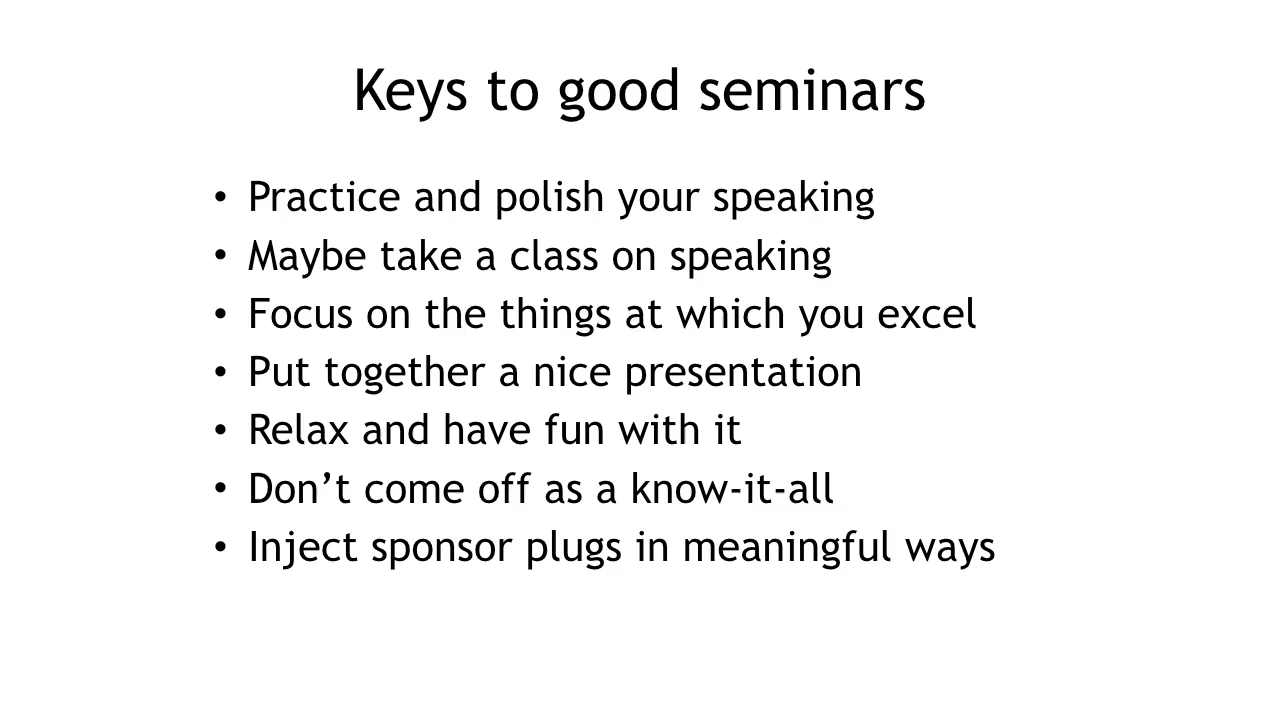 Keys to good seminars
• Practice and polish your speaking
• Maybe take a class on speaking
• Focus on the things at which you excel
• Put together a nice presentation
• Relax and have fun with it
• Don’t come off as a know-it-all
• Inject sponsor plugs in meaningful ways